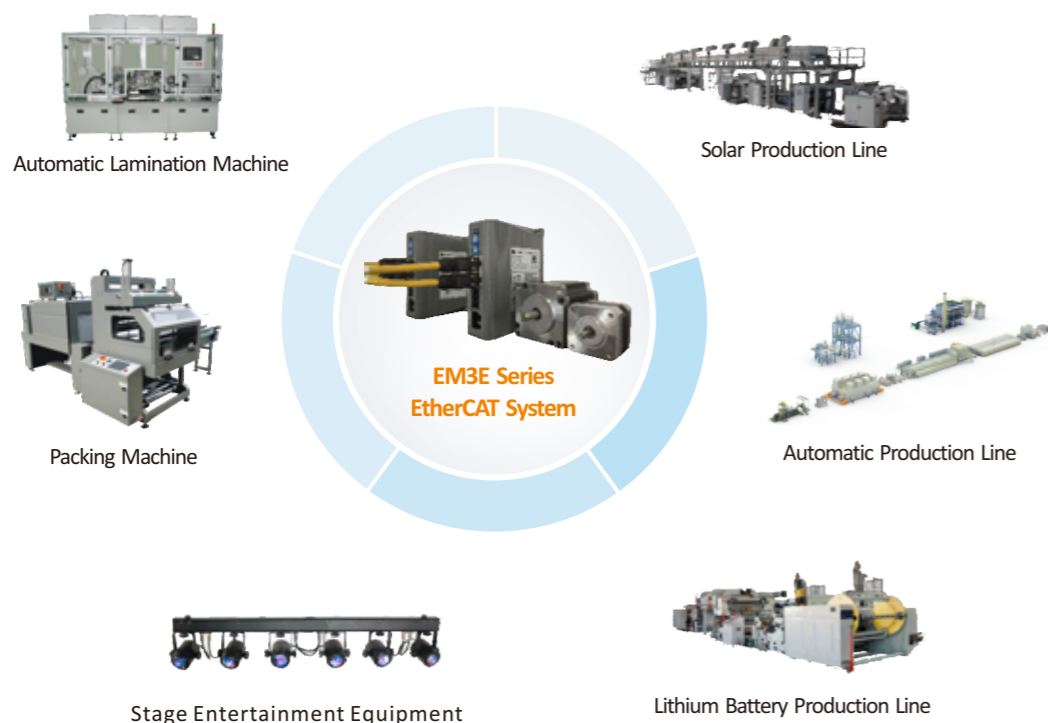 Automatic Lamination Machine
Solar Production Line
EM3E Series
EtherCAT System
Packing Machine
Automatic Production Line
Stage Entertainment Equipment
Lithium Battery Production Line